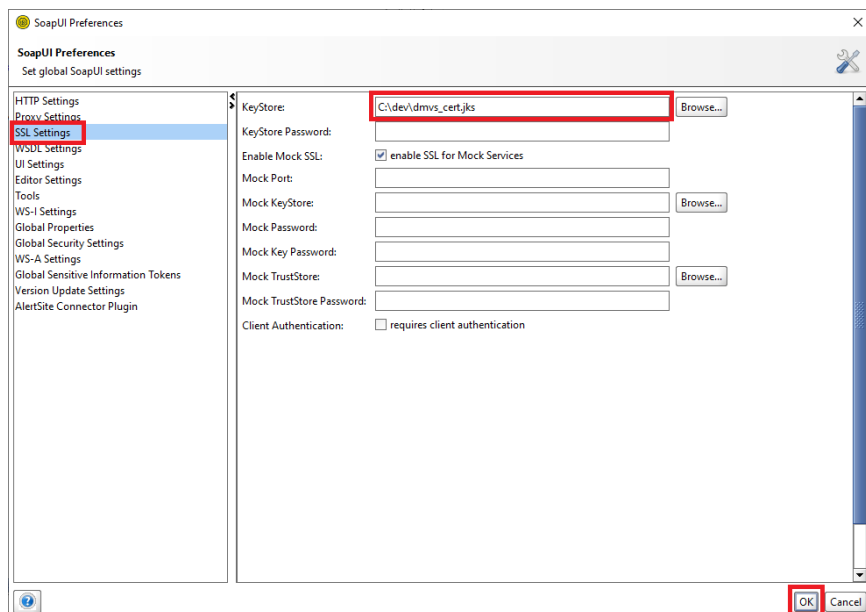 SoapUI Preferences
SoapUI Preferences
Set global SoapUI settings
HTTP Settings
Proxy Settings
SSL Settings
WSDL Settings
UI Settings
Editor Settings
Tools
WS-I Settings
Global Properties
Global Security Settings
WS-A Settings
Global Sensitive Information Tokens
Version Update Settings
AlertSite Connector Plugin
KeyStore: C:\dev\dmvs_cert.jks Browse...
KeyStore Password:
Enable Mock SSL: enable SSL for Mock Services
Mock Port:
Mock KeyStore: Browse...
Mock Password:
Mock Key Password:
Mock TrustStore: Browse...
Mock TrustStore Password:
Client Authentication: requires client authentication
? OK Cancel